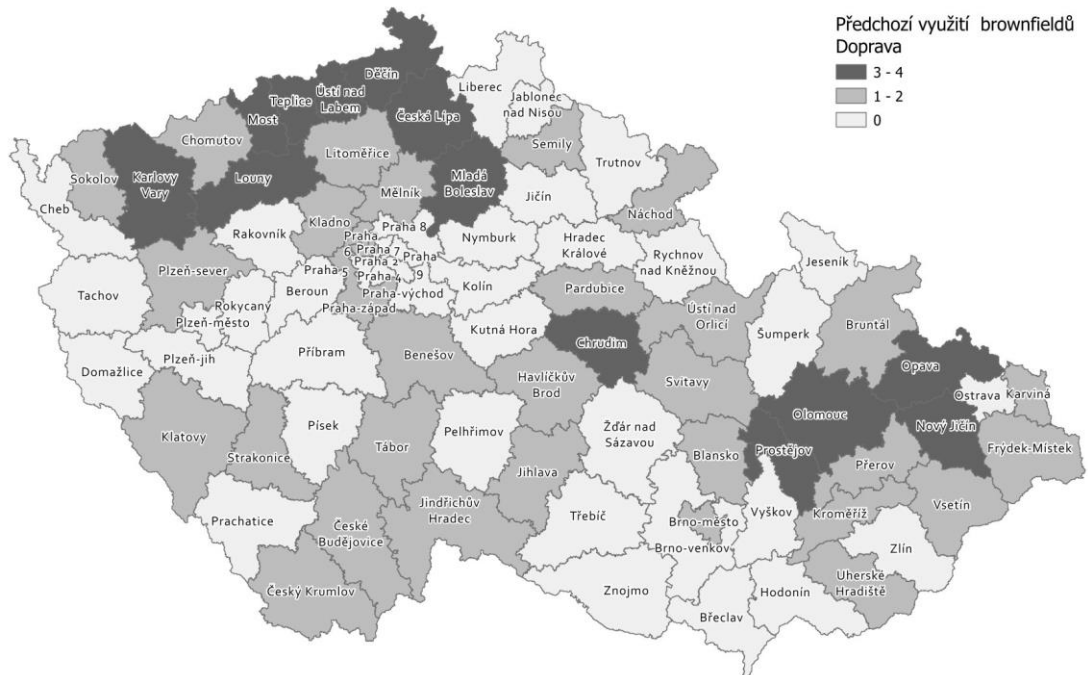 Předchozí využití brownfieldů
Doprava
3 - 4
1 - 2
0
Děčín
Liberec
Teplice
Ústí nad
Labem
Jablonec
nad Nisou
Česká Lípa
Most
Chomutov
Semily
Litoměřice
Trutnov
Sokolov
Karlovy
Vary
Louny
Mladá
Boleslav
Mělník
Jičín
Cheb
Náchod
Rakovník
Kladno
Praha 8
Nymburk
Hradec
Králové
Rychnov
nad Kněžnou
Jeseník
Praha
6
Praha 7
Praha 2
Praha
9
Plzeň-sever
Praha
5
Praha 4
Beroun
Praha-východ
Kolín
Pardubice
Tachov
Rokycany
Praha-západ
Ústí nad
Orlicí
Bruntál
Plzeň-město
Kutná Hora
Šumperk
Chrudim
Příbram
Benešov
Plzeň-jih
Domažlice
Opava
Havlíčkův
Brod
Svitavy
Ostrava
Karviná
Olomouc
Nový Jičín
Písek
Pelhřimov
Žďár nad
Sázavou
Klatovy
Strakonice
Tábor
Prostějov
Frýdek-Místek
Blansko
Přerov
Jihlava
Jindřichův
Hradec
Vsetín
Prachatice
České
Budějovice
Třebíč
Brno-město
Vyškov
Kroměříž
Brno-venkov
Zlín
Uherské
Hradiště
Český Krumlov
Znojmo
Hodonín
Břeclav